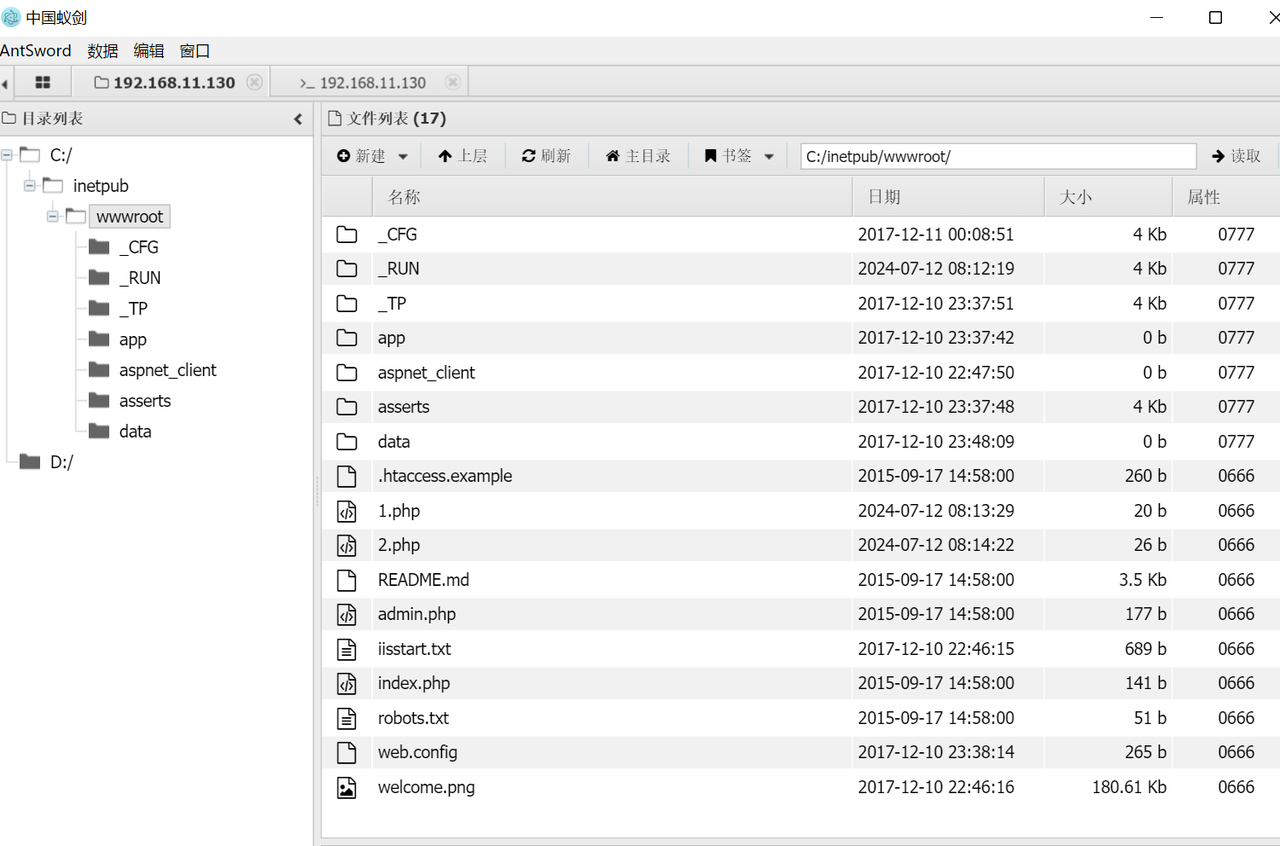 中国蚁剑
AntSword 数据 编辑 窗口
192.168.11.130 >_ 192.168.11.130
目录列表
C:/
inetpub
wwwroot
_CFG
_RUN
_TP
app
aspnet_client
asserts
data
D:/
文件列表 (17)
新建 上层 刷新 主目录 书签 C:/inetpub/wwwroot/ 读取
名称 日期 大小 属性
_CFG 2017-12-11 00:08:51 4 Kb 0777
_RUN 2024-07-12 08:12:19 4 Kb 0777
_TP 2017-12-10 23:37:51 4 Kb 0777
app 2017-12-10 23:37:42 0 b 0777
aspnet_client 2017-12-10 22:47:50 0 b 0777
asserts 2017-12-10 23:37:48 4 Kb 0777
data 2017-12-10 23:48:09 0 b 0777
.htaccess.example 2015-09-17 14:58:00 260 b 0666
1.php 2024-07-12 08:13:29 20 b 0666
2.php 2024-07-12 08:14:22 26 b 0666
README.md 2015-09-17 14:58:00 3.5 Kb 0666
admin.php 2015-09-17 14:58:00 177 b 0666
iisstart.txt 2017-12-10 22:46:15 689 b 0666
index.php 2015-09-17 14:58:00 141 b 0666
robots.txt 2015-09-17 14:58:00 51 b 0666
web.config 2017-12-10 23:38:14 265 b 0666
welcome.png 2017-12-10 22:46:16 180.61 Kb 0666